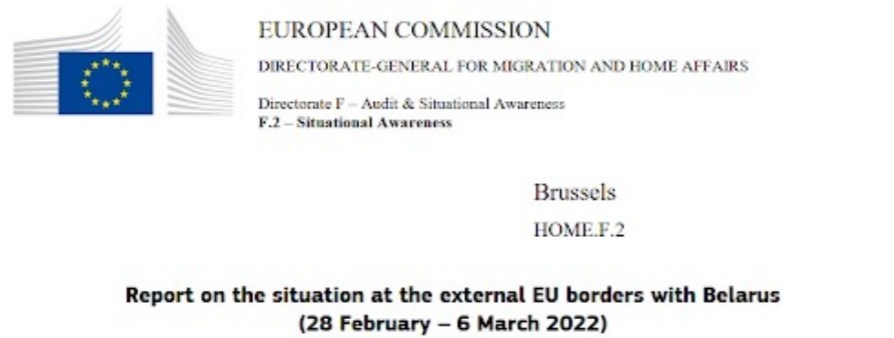 EUROPEAN COMMISSION
DIRECTORATE-GENERAL FOR MIGRATION AND HOME AFFAIRS
Directorate F – Audit & Situational Awareness
F.2 – Situational Awareness
Brussels
HOME.F.2
Report on the situation at the external EU borders with Belarus
(28 February – 6 March 2022)